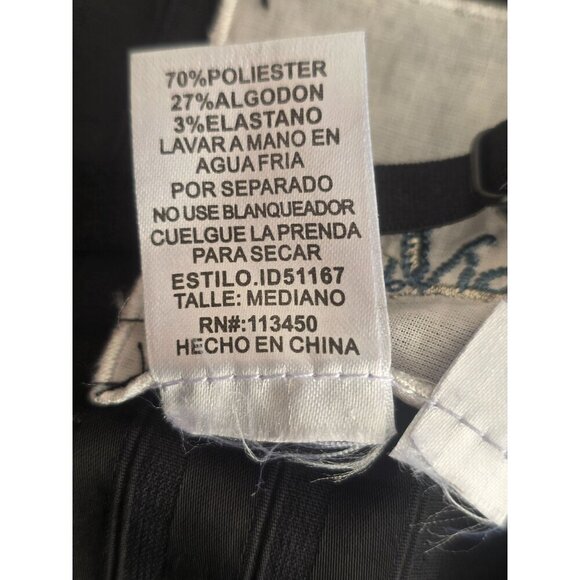 70%POLIESTER
27%ALGODON
3%ELASTANO
LAVAR A MANO EN
AGUA FRIA
POR SEPARADO
NO USE BLANQUEADOR
CUELGUE LA PRENDA
PARA SECAR
ESTILO.ID51167
TALLE: MEDIANO
RN#:113450
HECHO EN CHINA